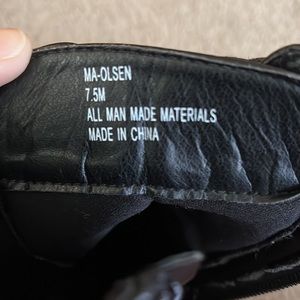 MA-OLSEN
7.5M
ALL MAN MADE MATERIALS
MADE IN CHINA